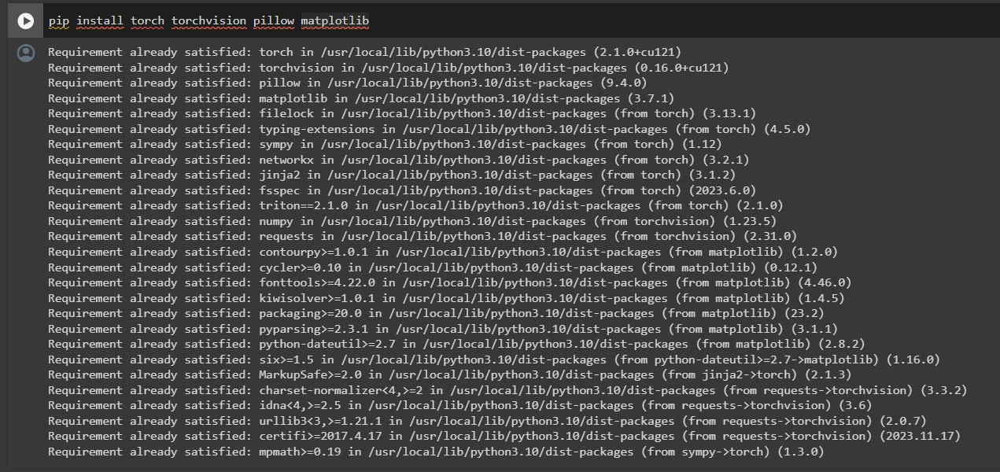 pip install torch torchvision pillow matplotlib
Requirement already satisfied: torch in /usr/local/lib/python3.10/dist-packages (2.1.0+cu121)
Requirement already satisfied: torchvision in /usr/local/lib/python3.10/dist-packages (0.16.0+cu121)
Requirement already satisfied: pillow in /usr/local/lib/python3.10/dist-packages (9.4.0)
Requirement already satisfied: matplotlib in /usr/local/lib/python3.10/dist-packages (3.7.1)
Requirement already satisfied: filelock in /usr/local/lib/python3.10/dist-packages (from torch) (3.13.1)
Requirement already satisfied: typing-extensions in /usr/local/lib/python3.10/dist-packages (from torch) (4.5.0)
Requirement already satisfied: sympy in /usr/local/lib/python3.10/dist-packages (from torch) (1.12)
Requirement already satisfied: networkx in /usr/local/lib/python3.10/dist-packages (from torch) (3.2.1)
Requirement already satisfied: jinja2 in /usr/local/lib/python3.10/dist-packages (from torch) (3.1.2)
Requirement already satisfied: fsspec in /usr/local/lib/python3.10/dist-packages (from torch) (2023.6.0)
Requirement already satisfied: triton==2.1.0 in /usr/local/lib/python3.10/dist-packages (from torch) (2.1.0)
Requirement already satisfied: numpy in /usr/local/lib/python3.10/dist-packages (from torchvision) (1.23.5)
Requirement already satisfied: requests in /usr/local/lib/python3.10/dist-packages (from torchvision) (2.31.0)
Requirement already satisfied: contourpy>=1.0.1 in /usr/local/lib/python3.10/dist-packages (from matplotlib) (1.2.0)
Requirement already satisfied: cycler>=0.10 in /usr/local/lib/python3.10/dist-packages (from matplotlib) (0.12.1)
Requirement already satisfied: fonttools>=4.22.0 in /usr/local/lib/python3.10/dist-packages (from matplotlib) (4.46.0)
Requirement already satisfied: kiwisolver>=1.0.1 in /usr/local/lib/python3.10/dist-packages (from matplotlib) (1.4.5)
Requirement already satisfied: packaging>=20.0 in /usr/local/lib/python3.10/dist-packages (from matplotlib) (23.2)
Requirement already satisfied: pyparsing>=2.3.1 in /usr/local/lib/python3.10/dist-packages (from matplotlib) (3.1.1)
Requirement already satisfied: python-dateutil>=2.7 in /usr/local/lib/python3.10/dist-packages (from matplotlib) (2.8.2)
Requirement already satisfied: six>=1.5 in /usr/local/lib/python3.10/dist-packages (from python-dateutil>=2.7->matplotlib) (1.16.0)
Requirement already satisfied: MarkupSafe>=2.0 in /usr/local/lib/python3.10/dist-packages (from jinja2->torch) (2.1.3)
Requirement already satisfied: charset-normalizer<4,>=2 in /usr/local/lib/python3.10/dist-packages (from requests->torchvision) (3.3.2)
Requirement already satisfied: idna<4,>=2.5 in /usr/local/lib/python3.10/dist-packages (from requests->torchvision) (3.6)
Requirement already satisfied: urllib3<3,>=1.21.1 in /usr/local/lib/python3.10/dist-packages (from requests->torchvision) (2.0.7)
Requirement already satisfied: certifi>=2017.4.17 in /usr/local/lib/python3.10/dist-packages (from requests->torchvision) (2023.11.17)
Requirement already satisfied: mpmath>=0.19 in /usr/local/lib/python3.10/dist-packages (from sympy->torch) (1.3.0)